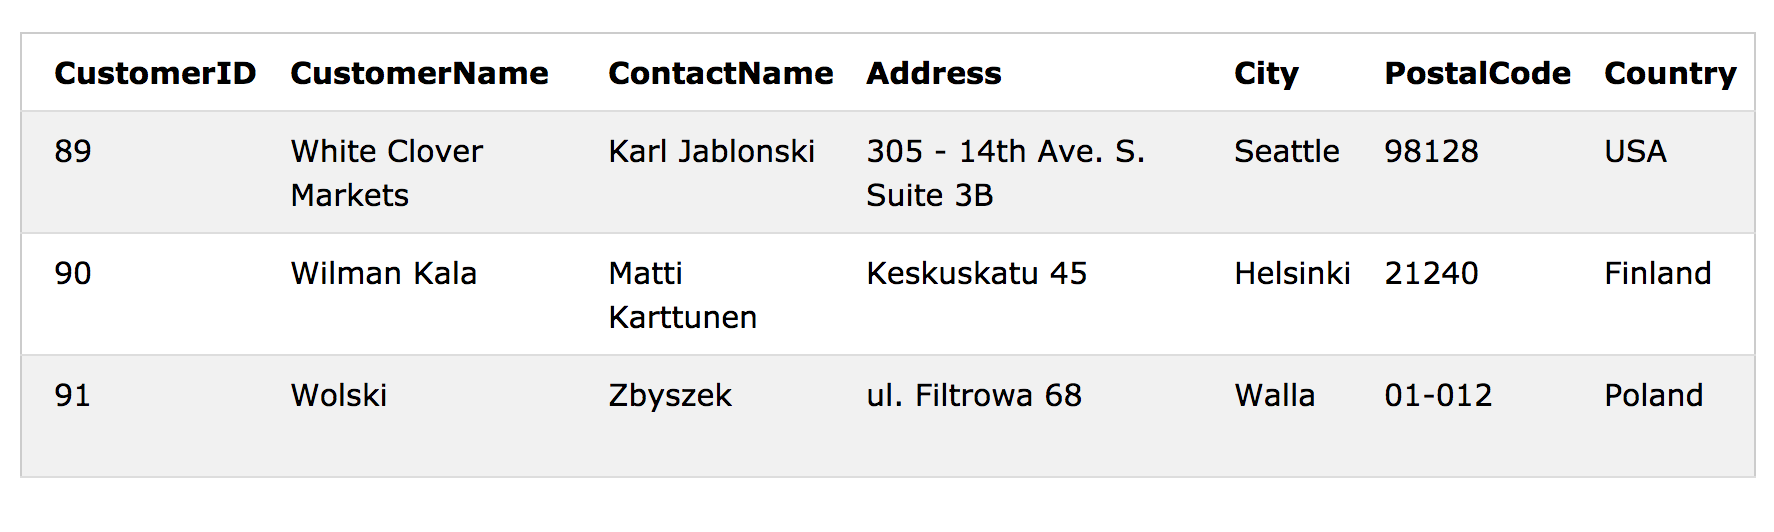 CustomerID CustomerName ContactName Address City PostalCode Country
89 White Clover Karl Jablonski 305 - 14th Ave. S. Seattle 98128 USA
Markets Suite 3B
90 Wilman Kala Matti Keskuskatu 45 Helsinki 21240 Finland
Karttunen
91 Wolski Zbyszek ul. Filtrowa 68 Walla 01-012 Poland